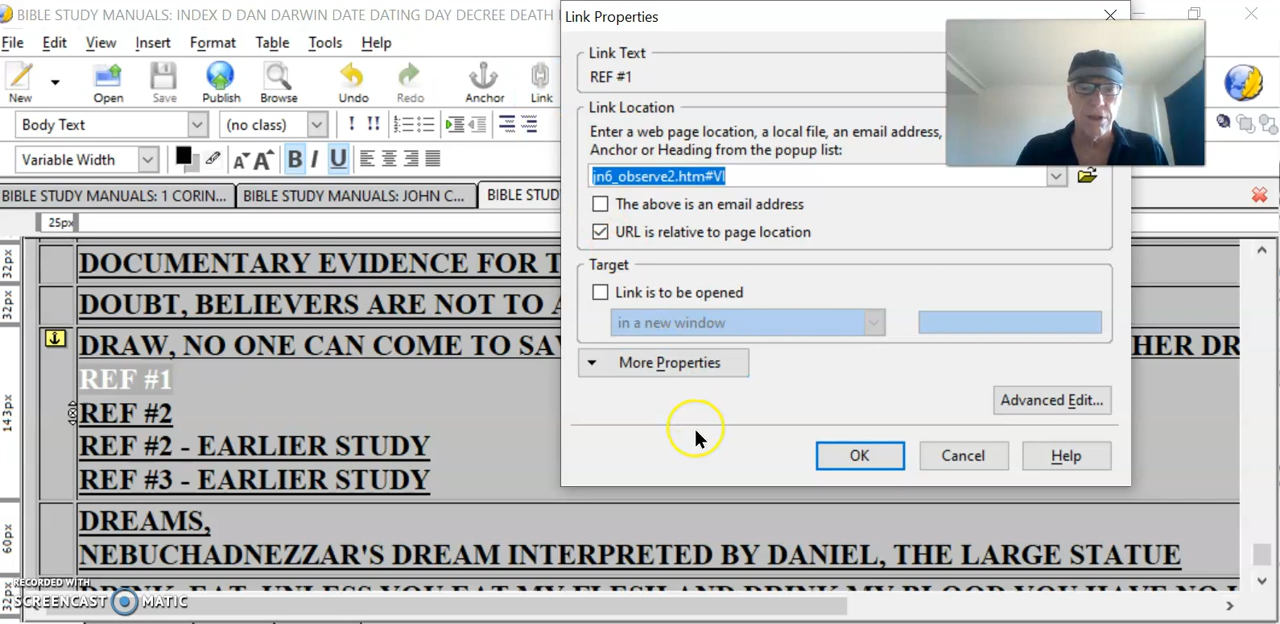 BIBLE STUDY MANUALS: INDEX D DAN DARWIN DATE DATING DAY DECREE DEATH
Link Properties
File Edit View Insert Format Table Tools Help
Link Text
REF #1
New Open Save Publish Browse Undo Redo Anchor Link
Link Location
Enter a web page location, a local file, an email address,
Anchor or Heading from the popup list:
Body Text (no class)
Variable Width
jn6_observe2.htm#VI
BIBLE STUDY MANUALS: 1 CORIN... BIBLE STUDY MANUALS: JOHN C... BIBLE STUD
The above is an email address
25px
URL is relative to page location
32px
DOCUMENTARY EVIDENCE FOR T
Target
32px
DOUBT, BELIEVERS ARE NOT TO A
Link is to be opened
in a new window
DRAW, NO ONE CAN COME TO SAV HER DR
More Properties
143px
REF #1
Advanced Edit...
REF #2
REF #2 - EARLIER STUDY
OK Cancel Help
REF #3 - EARLIER STUDY
60px
DREAMS,
NEBUCHADNEZZAR'S DREAM INTERPRETED BY DANIEL, THE LARGE STATUE
32px
RECORDED WITH
SCREENCAST MATIC